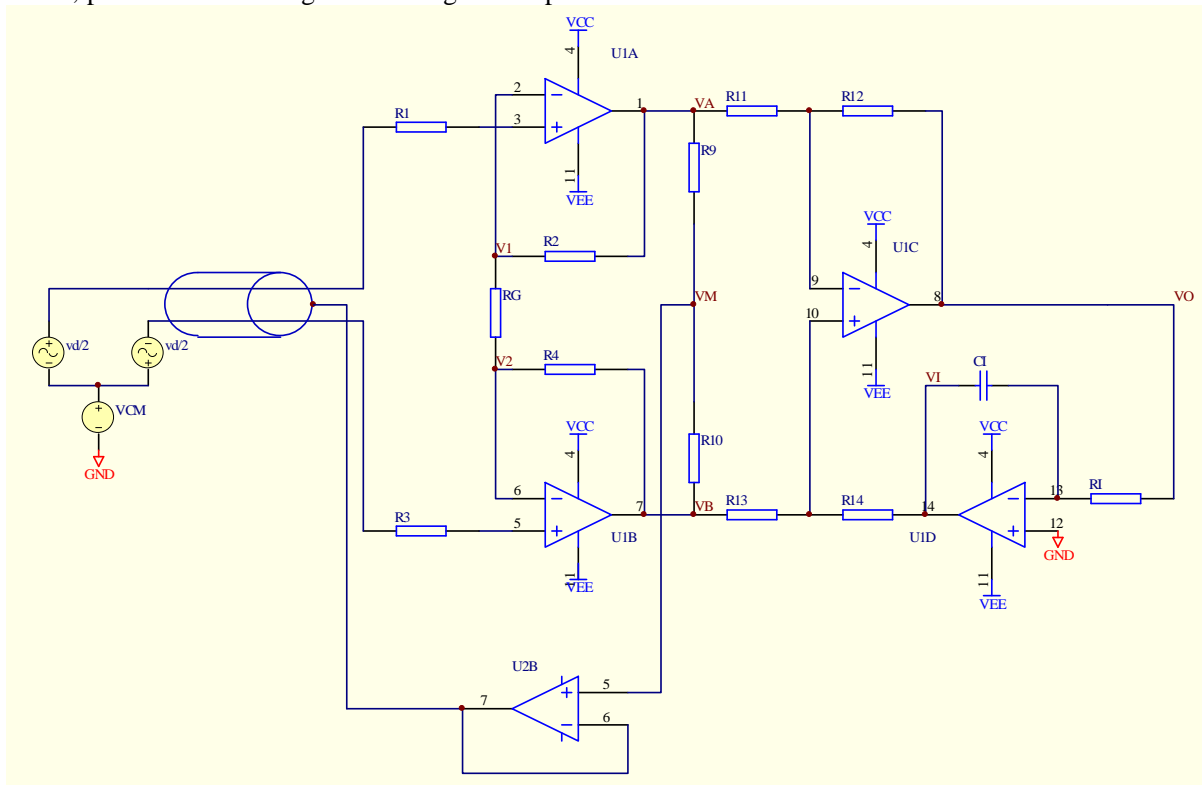 VCC
4
U1A
2
R1
3
1
VA
R11
R12
R9
11
VEE
VCC
4
U1C
V1
R2
9
8
VM
VO
RG
10
vd/2
vd/2
V2
R4
11
VEE
CI
VI
VCM
VCC
4
VCC
4
R10
GND
6
13
RI
7
VB
R13
R14
14
R3
5
U1B
U1D
12
GND
11
VEE
11
VEE
U2B
5
7
6